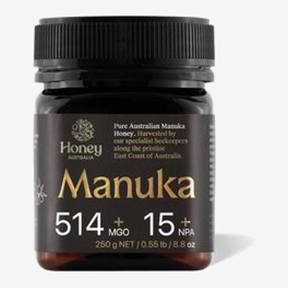 Honey
AUSTRALIA
Pure Australian Manuka
Honey. Harvested by
our specialist beekeepers
along the pristine
East Coast of Australia.
Manuka
514 + MGO 15 + NPA
250 g NET / 0.55 lb / 8.8 oz